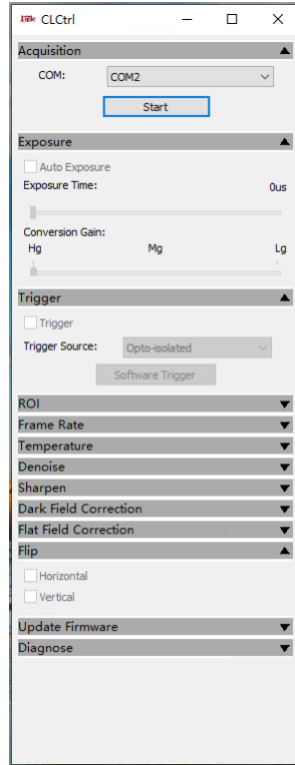 CLCtrl
Acquisition
COM: COM2
Start
Exposure
Auto Exposure
Exposure Time: 0us
Conversion Gain:
Hg Mg Lg
Trigger
Trigger
Trigger Source: Opto-isolated
Software Trigger
ROI
Frame Rate
Temperature
Denoise
Sharpen
Dark Field Correction
Flat Field Correction
Flip
Horizontal
Vertical
Update Firmware
Diagnose